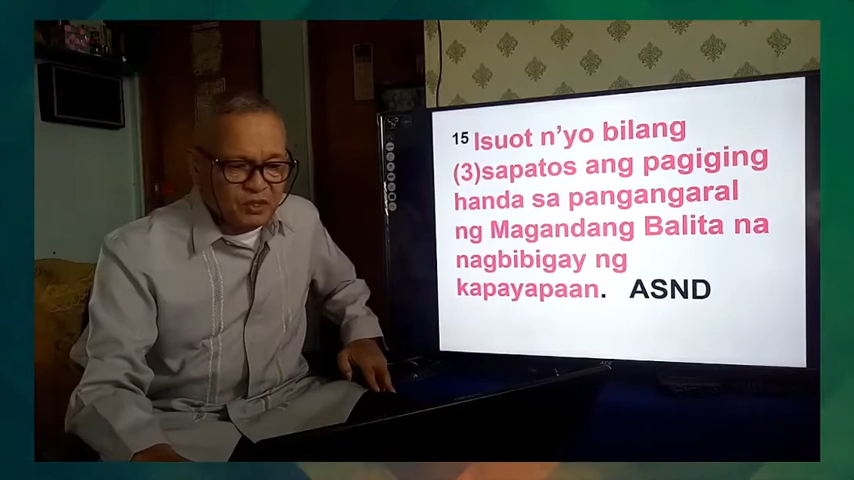 15 Isuot n'yo bilang
(3)sapatos ang pagiging
handa sa pangangaral
ng Magandang Balita na
nagbibigay ng
kapayapaan. ASND